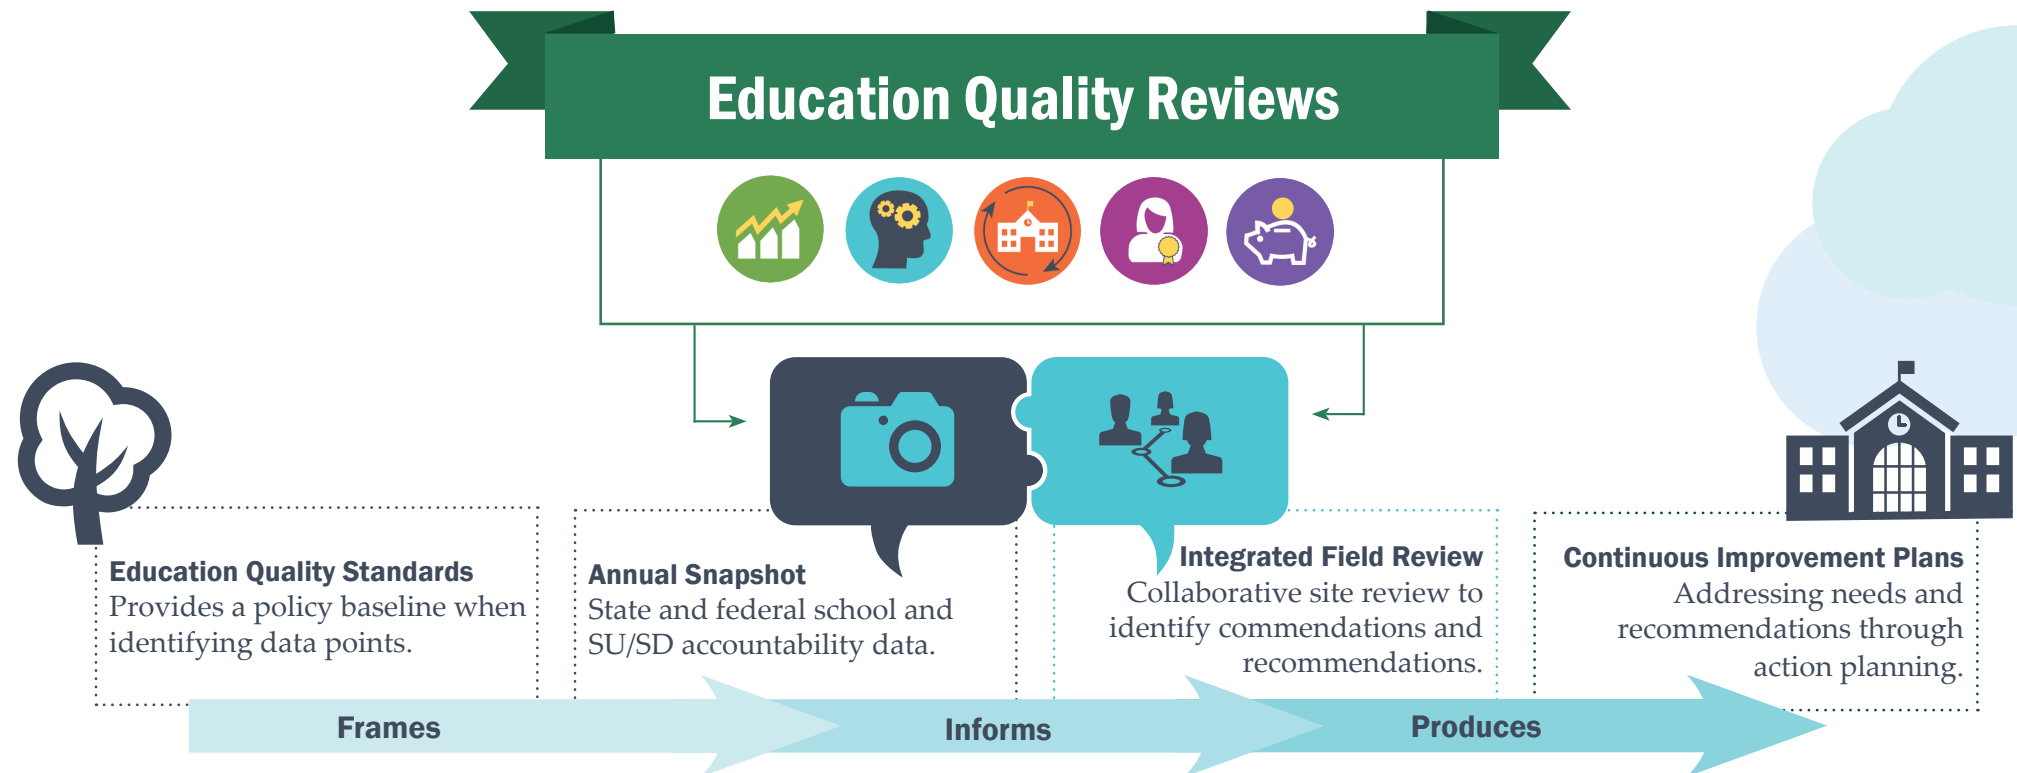 Education Quality Reviews
Education Quality Standards
Provides a policy baseline when
identifying data points.
Annual Snapshot
State and federal school and
SU/SD accountability data.
Integrated Field Review
Collaborative site review to
identify commendations and
recommendations.
Continuous Improvement Plans
Addressing needs and
recommendations through
action planning.
Frames
Informs
Produces